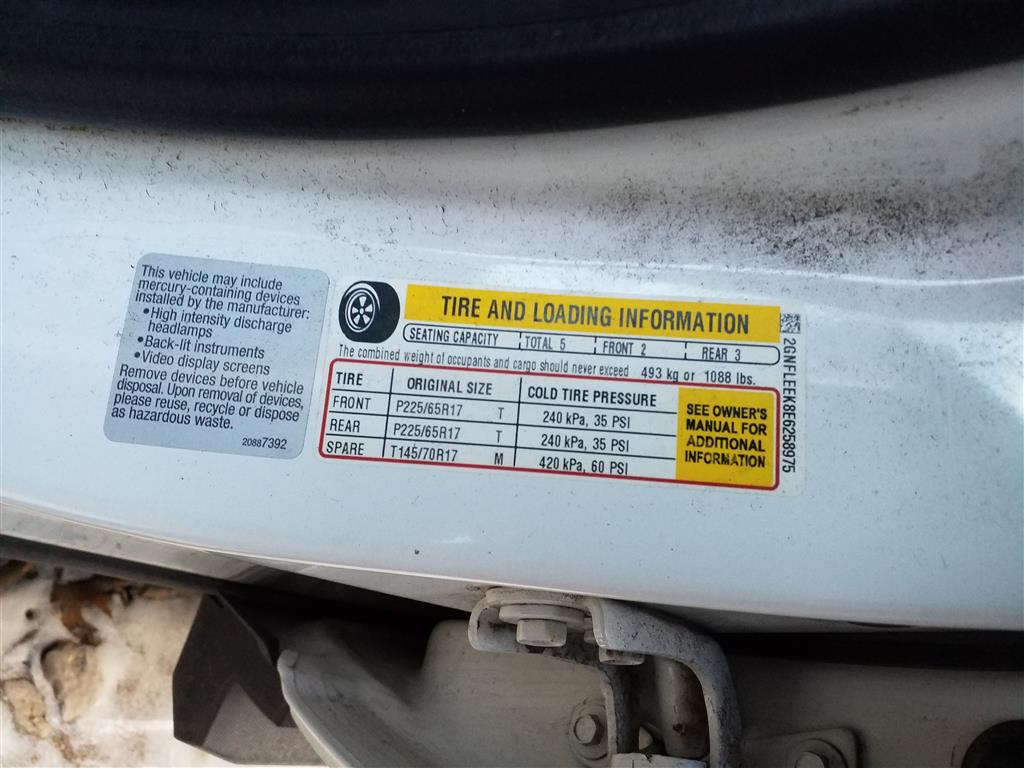 This vehicle may include
mercury-containing devices
installed by the manufacturer:
•High intensity discharge
headlamps
•Back-lit instruments
•Video display screens
Remove devices before vehicle
disposal. Upon removal of devices,
please reuse, recycle or dispose
as hazardous waste.
20887392
TIRE AND LOADING INFORMATION
SEATING CAPACITY TOTAL 5 FRONT 2 REAR 3
The combined weight of occupants and cargo should never exceed 493 kg or 1088 lbs.
TIRE ORIGINAL SIZE COLD TIRE PRESSURE
FRONT P225/65R17 T 240 kPa, 35 PSI
REAR P225/65R17 T 240 kPa, 35 PSI
SPARE T145/70R17 M 420 kPa, 60 PSI
SEE OWNER'S
MANUAL FOR
ADDITIONAL
INFORMATION
2GNFLEEK8E6258975